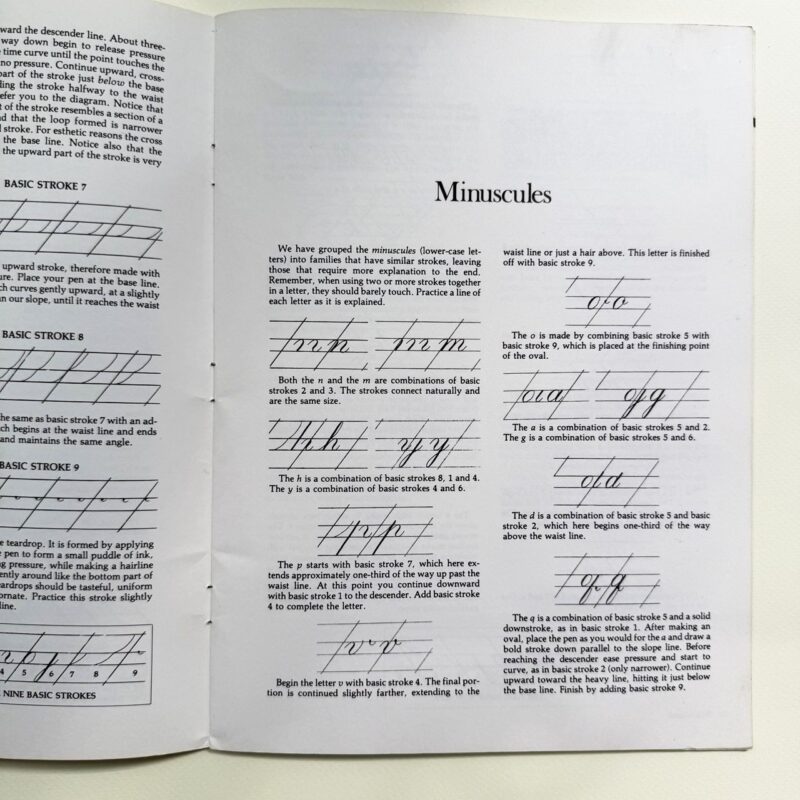 ward the descender line. About three-
way down begin to release pressure
time curve until the point touches the
no pressure. Continue upward, cross-
part of the stroke just below the base
ling the stroke halfway to the waist
efer you to the diagram. Notice that
t of the stroke resembles a section of a
d that the loop formed is narrower
stroke. For esthetic reasons the cross
the base line. Notice also that the
the upward part of the stroke is very
BASIC STROKE 7
upward stroke, therefore made with
ure. Place your pen at the base line.
ch curves gently upward, at a slightly
n our slope, until it reaches the waist
BASIC STROKE 8
he same as basic stroke 7 with an ad-
ch begins at the waist line and ends
and maintains the same angle.
BASIC STROKE 9
e teardrop. It is formed by applying
e pen to form a small puddle of ink,
g pressure, while making a hairline
ently around like the bottom part of
eardrops should be tasteful, uniform
ornate. Practice this stroke slightly
line.
4 5 6 7 8 9
NINE BASIC STROKES
Minuscules
We have grouped the minuscules (lower-case let-
ters) into families that have similar strokes, leaving
those that require more explanation to the end.
Remember, when using two or more strokes together
in a letter, they should barely touch. Practice a line of
each letter as it is explained.
n m
Both the n and the m are combinations of basic
strokes 2 and 3. The strokes connect naturally and
are the same size.
h y
The h is a combination of basic strokes 8, 1 and 4.
The y is a combination of basic strokes 4 and 6.
p
The p starts with basic stroke 7, which here ex-
tends approximately one-third of the way up past the
waist line. At this point you continue downward
with basic stroke 1 to the descender. Add basic stroke
4 to complete the letter.
v
Begin the letter v with basic stroke 4. The final por-
tion is continued slightly farther, extending to the
waist line or just a hair above. This letter is finished
off with basic stroke 9.
o
The o is made by combining basic stroke 5 with
basic stroke 9, which is placed at the finishing point
of the oval.
a g
The a is a combination of basic strokes 5 and 2.
The g is a combination of basic strokes 5 and 6.
d
The d is a combination of basic stroke 5 and basic
stroke 2, which here begins one-third of the way
above the waist line.
q
The q is a combination of basic stroke 5 and a solid
downstroke, as in basic stroke 1. After making an
oval, place the pen as you would for the a and draw a
bold stroke down parallel to the slope line. Before
reaching the descender ease pressure and start to
curve, as in basic stroke 2 (only narrower). Continue
upward toward the heavy line, hitting it just below
the base line. Finish by adding basic stroke 9.